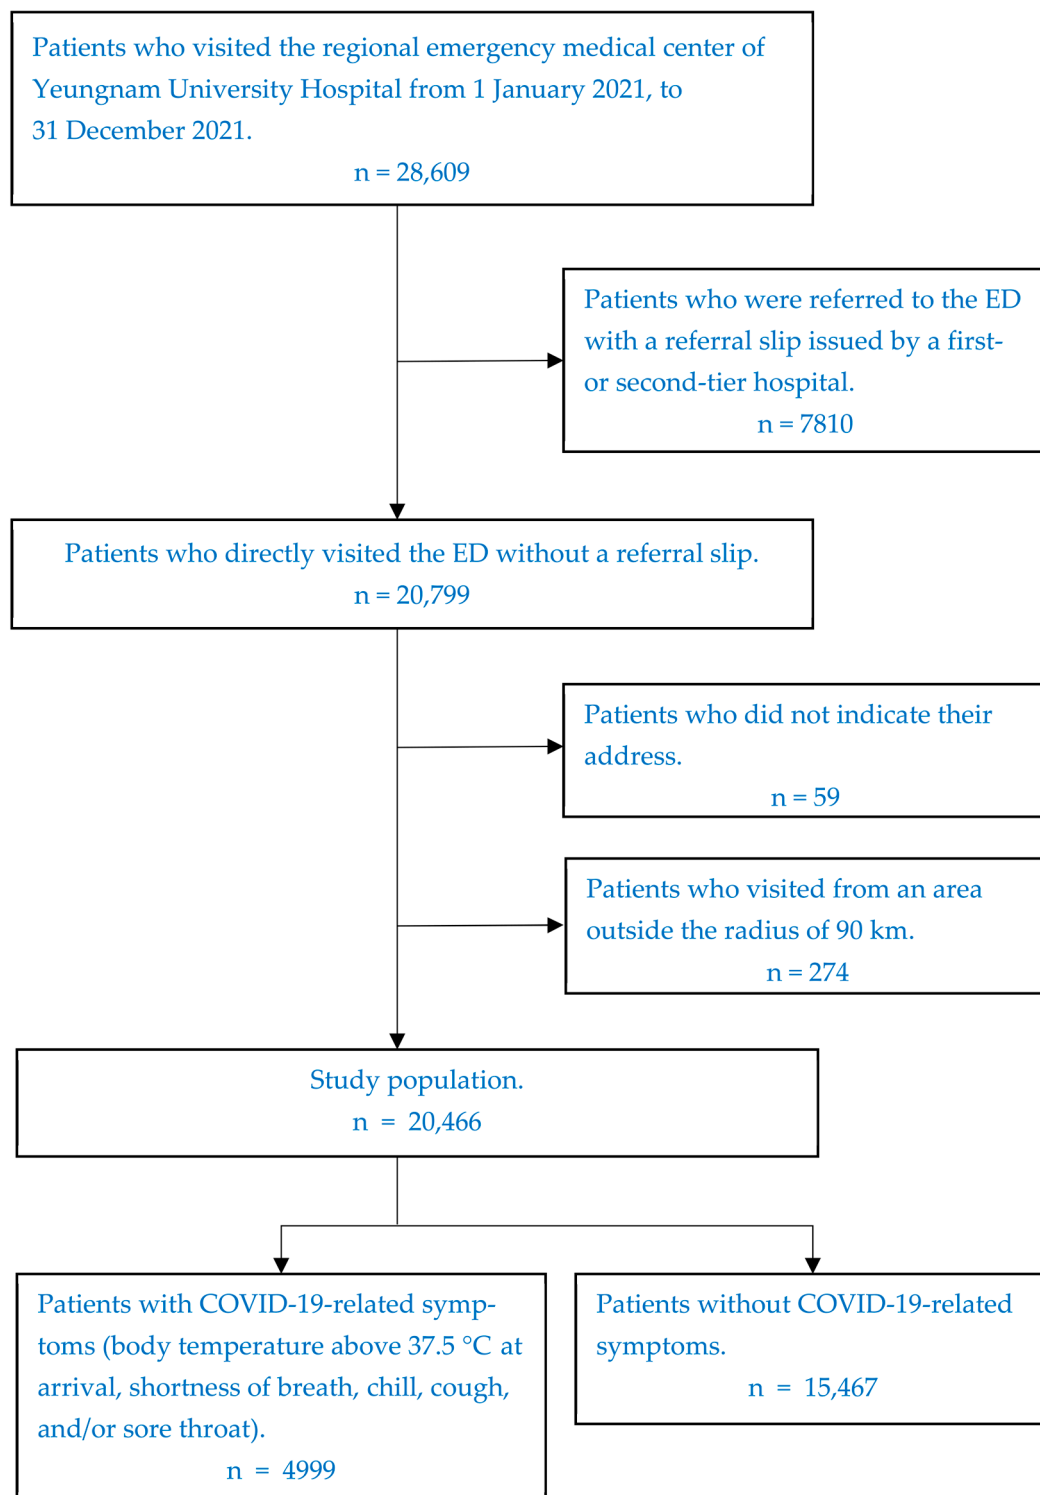 Patients who visited the regional emergency medical center of
Yeungnam University Hospital from 1 January 2021, to
31 December 2021.
n = 28,609
Patients who were referred to the ED
with a referral slip issued by a first-
or second-tier hospital.
n = 7810
Patients who directly visited the ED without a referral slip.
n = 20,799
Patients who did not indicate their
address.
n = 59
Patients who visited from an area
outside the radius of 90 km.
n = 274
Study population.
n = 20,466
Patients with COVID-19-related symp-
toms (body temperature above 37.5 °C at
arrival, shortness of breath, chill, cough,
and/or sore throat).
n = 4999
Patients without COVID-19-related
symptoms.
n = 15,467